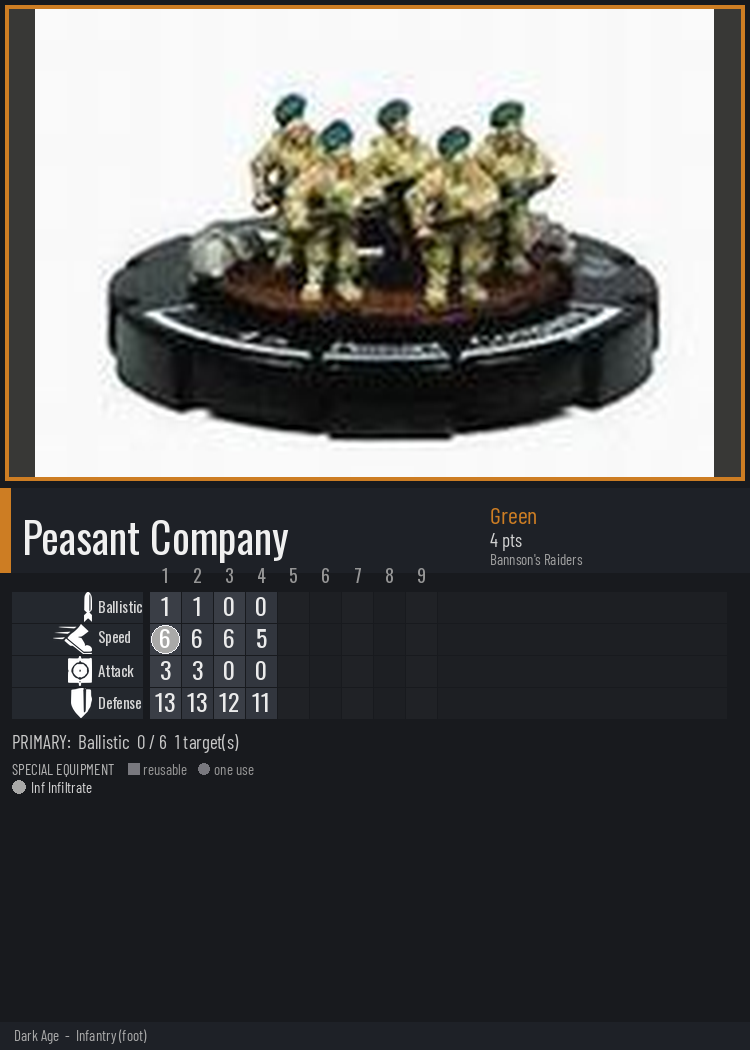 Peasant Company
Green
4 pts
Bannson's Raiders
1 2 3 4 5 6 7 8 9
Ballistic 1 1 0 0
Speed 6 6 6 5
Attack 3 3 0 0
Defense 13 13 12 11
PRIMARY: Ballistic 0 / 6 1 target(s)
SPECIAL EQUIPMENT reusable one use
Inf Infiltrate
Dark Age - Infantry (foot)